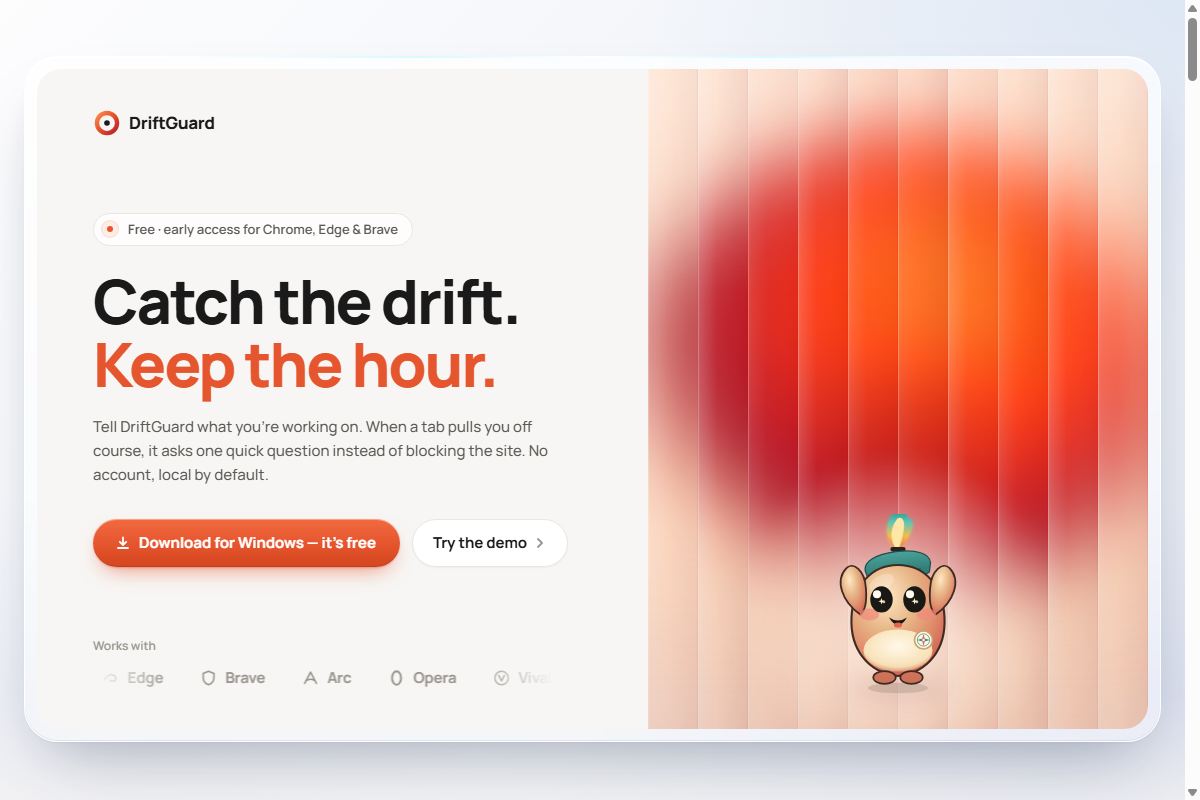 DriftGuard
Free · early access for Chrome, Edge & Brave
Catch the drift.
Keep the hour.
Tell DriftGuard what you're working on. When a tab pulls you off
course, it asks one quick question instead of blocking the site. No
account, local by default.
Download for Windows — it's free
Try the demo
Works with
Edge Brave Arc Opera